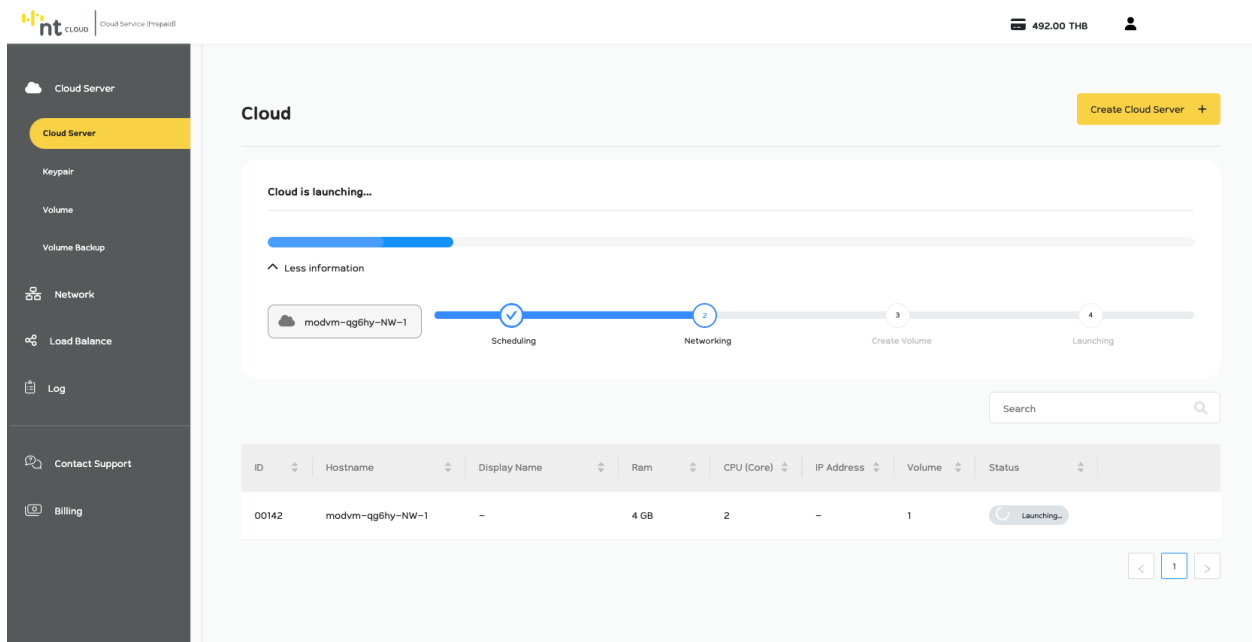 nt CLOUD
Cloud Service (Prepaid)
492.00 THB
Cloud Server
Cloud Server
Keypair
Volume
Volume Backup
Network
Load Balance
Log
Contact Support
Billing
Cloud
Create Cloud Server +
Cloud is launching...
Less information
modvm-qg6hy-NW-1
2
3
4
Scheduling
Networking
Create Volume
Launching
Search
ID
Hostname
Display Name
Ram
CPU (Core)
IP Address
Volume
Status
00142
modvm-qg6hy-NW-1
-
4 GB
2
-
1
Launching...
< 1 >